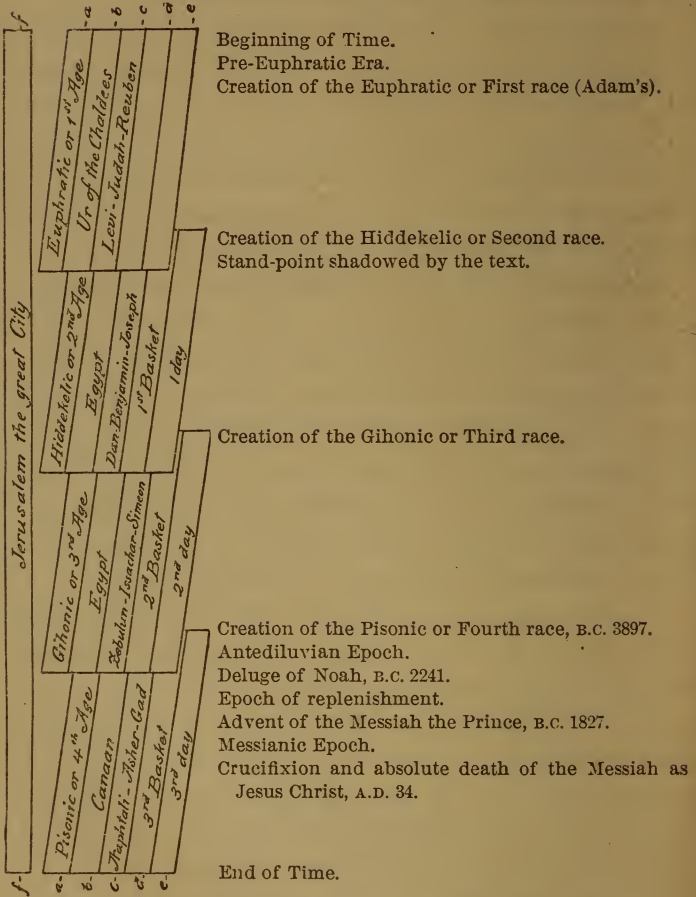 f
a
b
c
d
e
Jerusalem the great City
Euphratic or 1st Age
Ur of the Chaldees
Levi-Judah-Reuben
Beginning of Time.
Pre-Euphratic Era.
Creation of the Euphratic or First race (Adam's).
Hiddekelic or 2nd Age
Egypt
Dan-Benjamin-Joseph
1st Basket
1 day
Creation of the Hiddekelic or Second race.
Stand-point shadowed by the text.
Gihonic or 3rd Age
Egypt
Zebulum-Issachar-Simeon
2nd Basket
2nd day
Creation of the Gihonic or Third race.
Pisonic or 4th Age
Canaan
Naphtali-Asher-Gad
3rd Basket
3rd day
Creation of the Pisonic or Fourth race, B.C. 3897.
Antediluvian Epoch.
Deluge of Noah, B.C. 2241.
Epoch of replenishment.
Advent of the Messiah the Prince, B.C. 1827.
Messianic Epoch.
Crucifixion and absolute death of the Messiah as
Jesus Christ, A.D. 34.
End of Time.
f
a
b
c
d
e